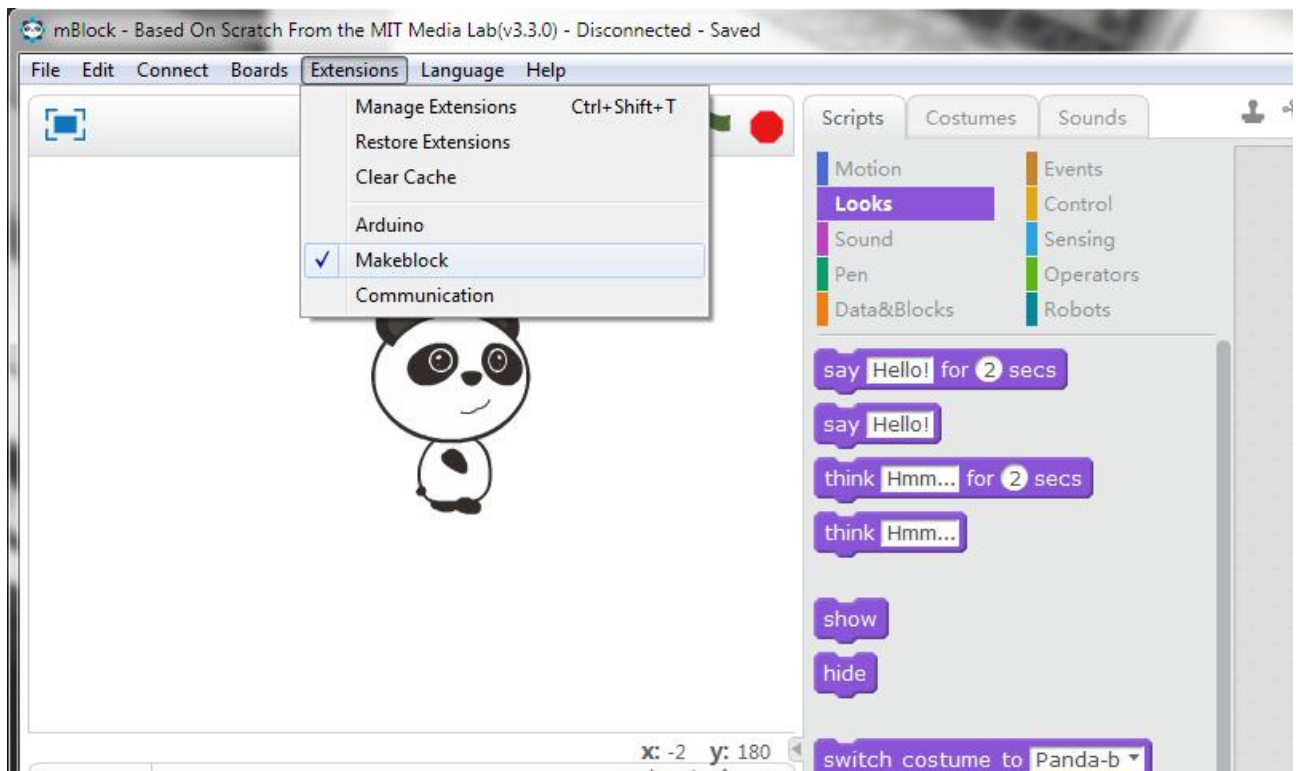 mBlock - Based On Scratch From the MIT Media Lab(v3.3.0) - Disconnected - Saved
File Edit Connect Boards Extensions Language Help
Manage Extensions Ctrl+Shift+T
Restore Extensions
Clear Cache
Arduino
Makeblock
Communication
Scripts Costumes Sounds
Motion Events
Looks Control
Sound Sensing
Pen Operators
Data&Blocks Robots
say Hello! for 2 secs
say Hello!
think Hmm... for 2 secs
think Hmm...
show
hide
switch costume to Panda-b
x: -2 y: 180